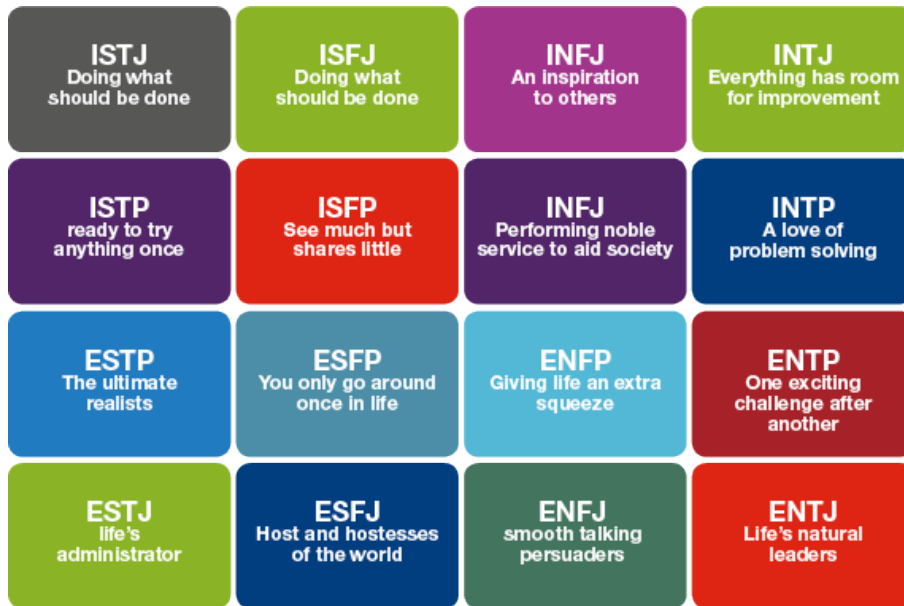 ISTJ
Doing what
should be done
ISFJ
Doing what
should be done
INFJ
An inspiration
to others
INTJ
Everything has room
for improvement
ISTP
ready to try
anything once
ISFP
See much but
shares little
INFJ
Performing noble
service to aid society
INTP
A love of
problem solving
ESTP
The ultimate
realists
ESFP
You only go around
once in life
ENFP
Giving life an extra
squeeze
ENTP
One exciting
challenge after
another
ESTJ
life's
administrator
ESFJ
Host and hostesses
of the world
ENFJ
smooth talking
persuaders
ENTJ
Life's natural
leaders